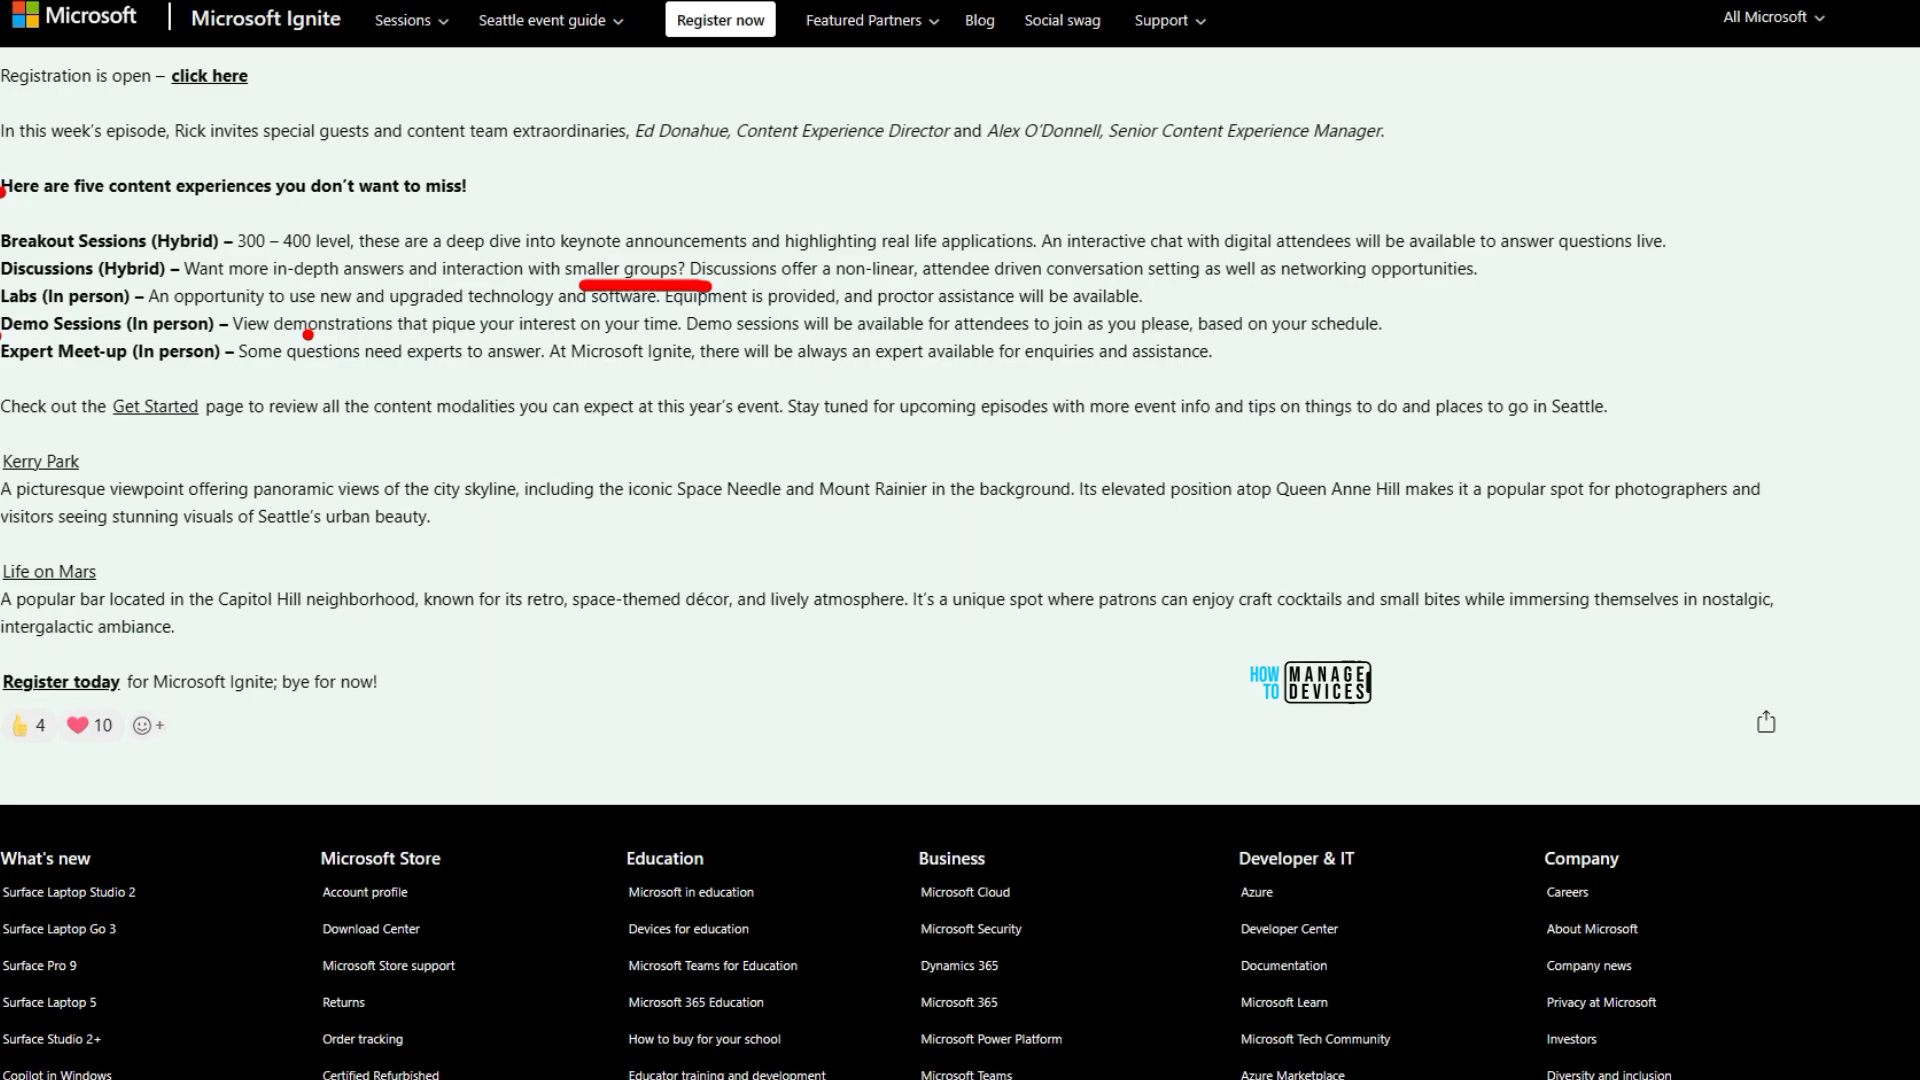 Microsoft | Microsoft Ignite Sessions Seattle event guide Register now Featured Partners Blog Social swag Support All Microsoft
Registration is open – click here
In this week's episode, Rick invites special guests and content team extraordinaries, Ed Donahue, Content Experience Director and Alex O'Donnell, Senior Content Experience Manager.
Here are five content experiences you don't want to miss!
Breakout Sessions (Hybrid) – 300 – 400 level, these are a deep dive into keynote announcements and highlighting real life applications. An interactive chat with digital attendees will be available to answer questions live.
Discussions (Hybrid) – Want more in-depth answers and interaction with smaller groups? Discussions offer a non-linear, attendee driven conversation setting as well as networking opportunities.
Labs (In person) – An opportunity to use new and upgraded technology and software. Equipment is provided, and proctor assistance will be available.
Demo Sessions (In person) – View demonstrations that pique your interest on your time. Demo sessions will be available for attendees to join as you please, based on your schedule.
Expert Meet-up (In person) – Some questions need experts to answer. At Microsoft Ignite, there will be always an expert available for enquiries and assistance.
Check out the Get Started page to review all the content modalities you can expect at this year's event. Stay tuned for upcoming episodes with more event info and tips on things to do and places to go in Seattle.
Kerry Park
A picturesque viewpoint offering panoramic views of the city skyline, including the iconic Space Needle and Mount Rainier in the background. Its elevated position atop Queen Anne Hill makes it a popular spot for photographers and
visitors seeing stunning visuals of Seattle's urban beauty.
Life on Mars
A popular bar located in the Capitol Hill neighborhood, known for its retro, space-themed décor, and lively atmosphere. It's a unique spot where patrons can enjoy craft cocktails and small bites while immersing themselves in nostalgic,
intergalactic ambiance.
Register today for Microsoft Ignite; bye for now!
HOW TO MANAGE DEVICES
4 10 +
What's new Microsoft Store Education Business Developer & IT Company
Surface Laptop Studio 2 Account profile Microsoft in education Microsoft Cloud Azure Careers
Surface Laptop Go 3 Download Center Devices for education Microsoft Security Developer Center About Microsoft
Surface Pro 9 Microsoft Store support Microsoft Teams for Education Dynamics 365 Documentation Company news
Surface Laptop 5 Returns Microsoft 365 Education Microsoft 365 Microsoft Learn Privacy at Microsoft
Surface Studio 2+ Order tracking How to buy for your school Microsoft Power Platform Microsoft Tech Community Investors
Copilot in Windows Certified Refurbished Educator training and development Microsoft Teams Azure Marketplace Diversity and inclusion